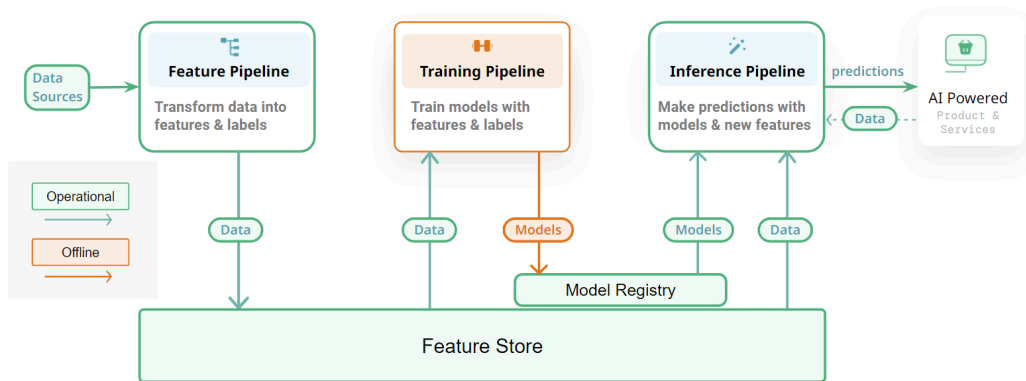 Data
Sources
Feature Pipeline
Transform data into
features & labels
Training Pipeline
Train models with
features & labels
Inference Pipeline
Make predictions with
models & new features
predictions
Data
AI Powered
Product &
Services
Operational
Offline
Data
Data
Models
Models
Data
Model Registry
Feature Store